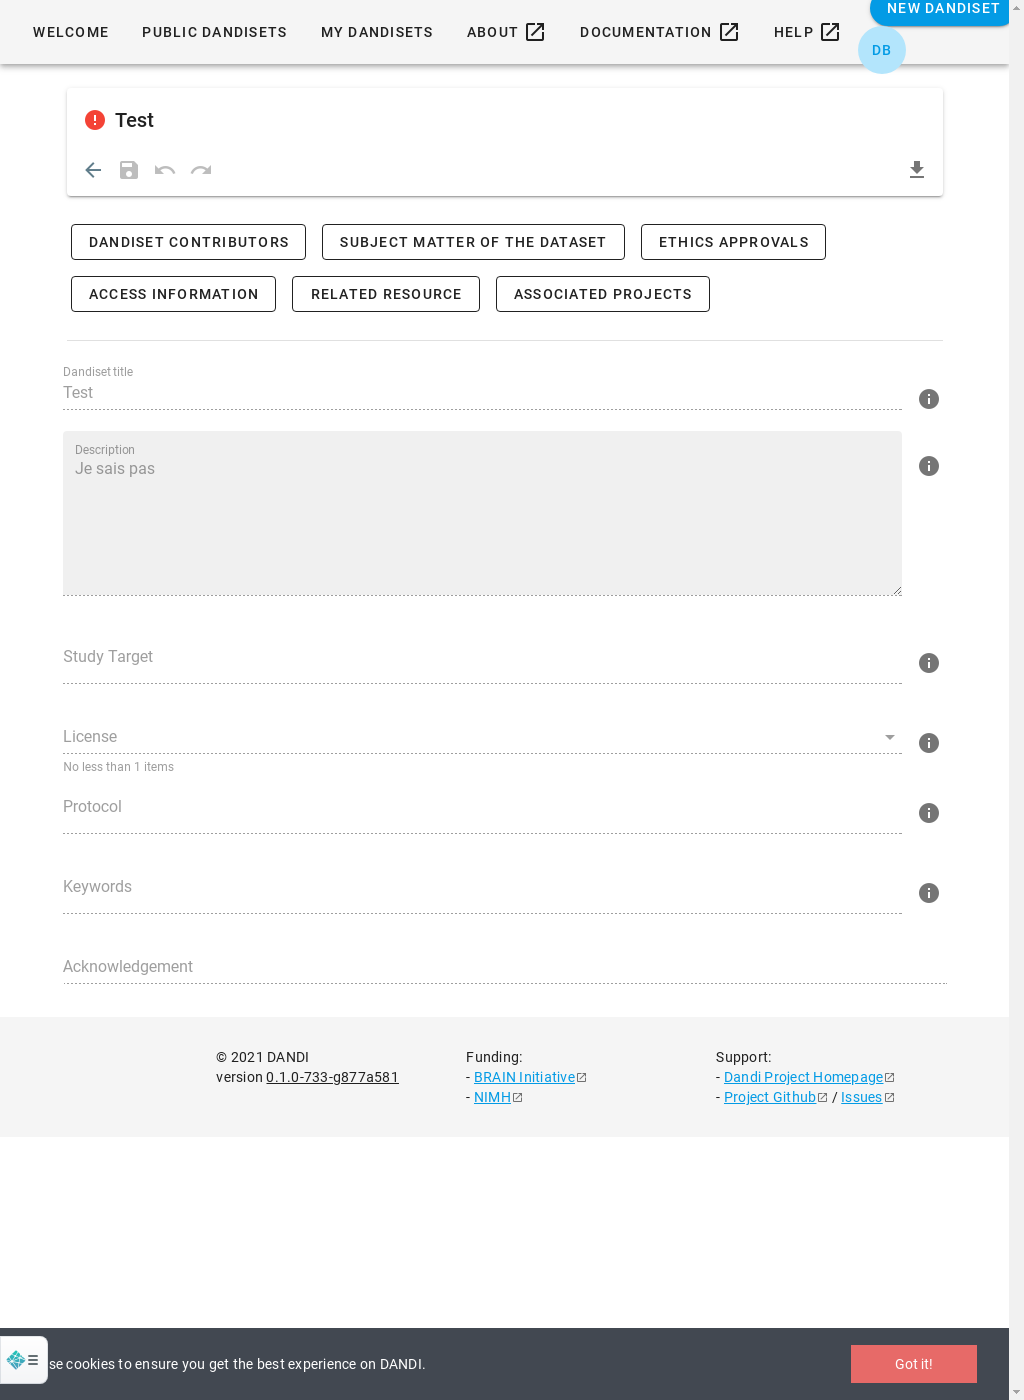 NEW DANDISET
WELCOME PUBLIC DANDISETS MY DANDISETS ABOUT DOCUMENTATION HELP
DB
Test
DANDISET CONTRIBUTORS SUBJECT MATTER OF THE DATASET ETHICS APPROVALS
ACCESS INFORMATION RELATED RESOURCE ASSOCIATED PROJECTS
Dandiset title
Test
Description
Je sais pas
Study Target
License
No less than 1 items
Protocol
Keywords
Acknowledgement
© 2021 DANDI
version 0.1.0-733-g877a581
Funding:
- BRAIN Initiative
- NIMH
Support:
- Dandi Project Homepage
- Project Github / Issues
se cookies to ensure you get the best experience on DANDI.
Got it!